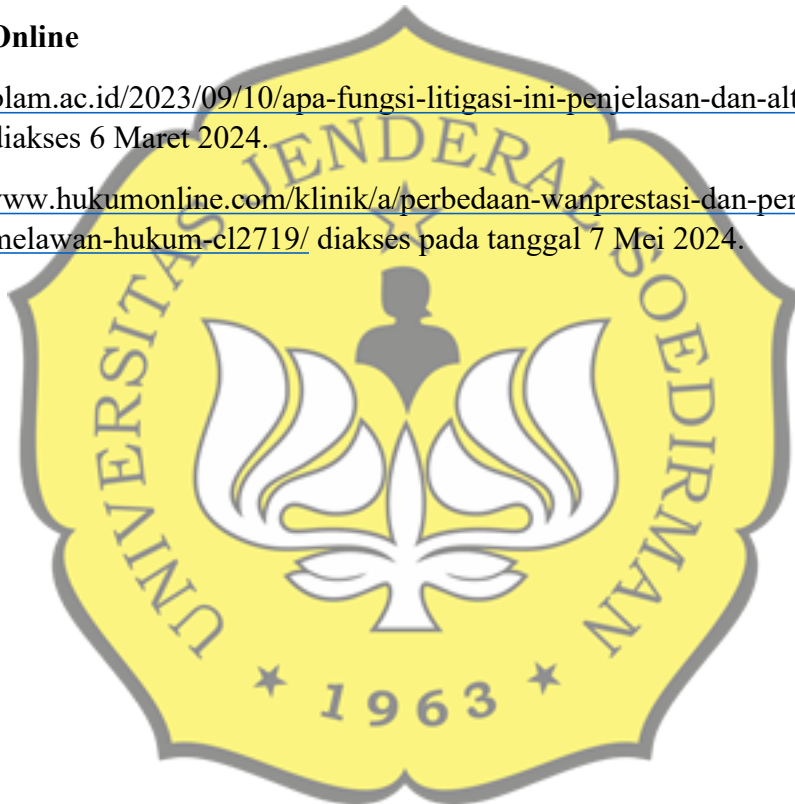 Online
olam.ac.id/2023/09/10/apa-fungsi-litigasi-ini-penjelasan-dan-alt
diakses 6 Maret 2024.
www.hukumonline.com/klinik/a/perbedaan-wanprestasi-dan-per
melawan-hukum-cl2719/ diakses pada tanggal 7 Mei 2024.
UNIVERSITAS JENDERAL SOEDIRMAN
1963